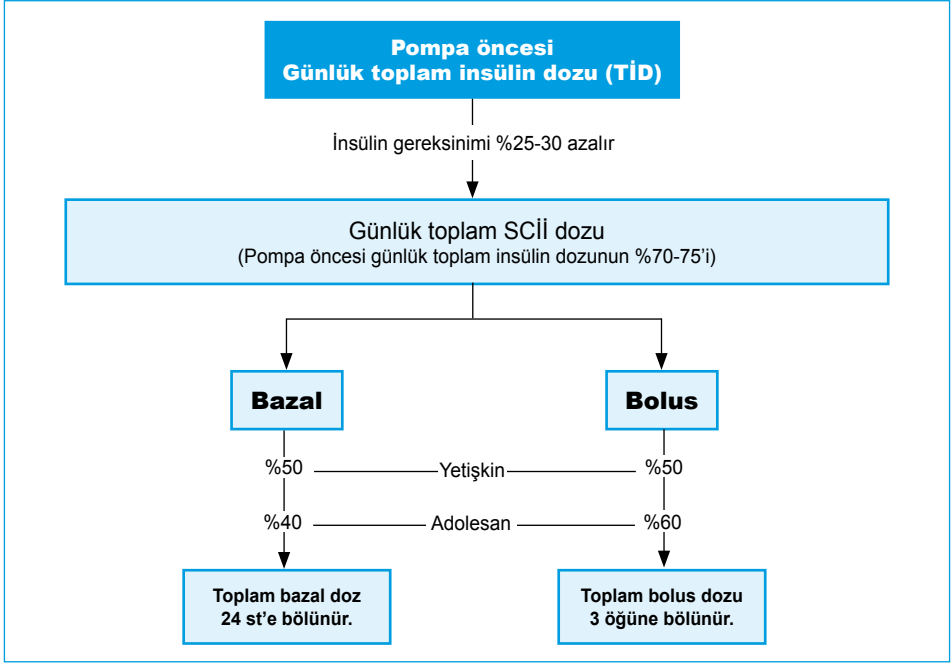 Pompa öncesi
Günlük toplam insülin dozu (TİD)
İnsülin gereksinimi %25-30 azalır
Günlük toplam SCİİ dozu
(Pompa öncesi günlük toplam insülin dozunun %70-75’i)
Bazal
Bolus
%50 Yetişkin %50
%40 Adolesan %60
Toplam bazal doz
24 st’e bölünür.
Toplam bolus dozu
3 öğüne bölünür.